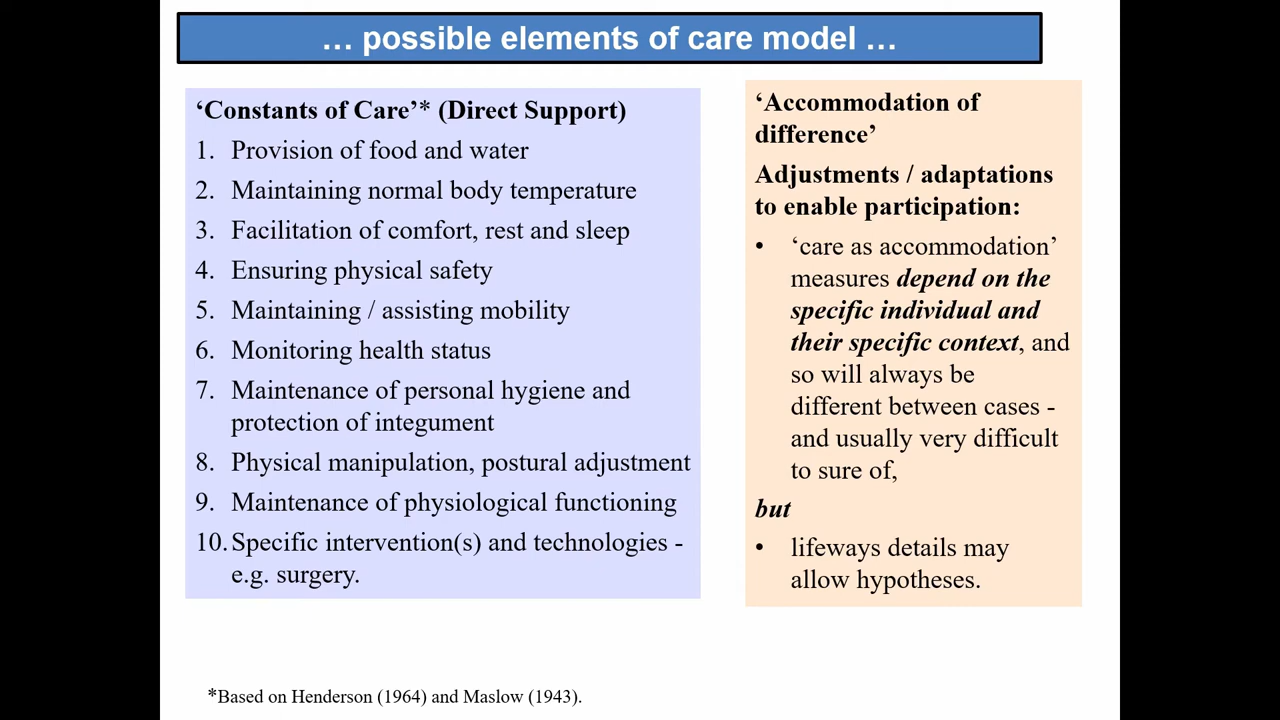 … possible elements of care model …
‘Constants of Care’* (Direct Support)
1. Provision of food and water
2. Maintaining normal body temperature
3. Facilitation of comfort, rest and sleep
4. Ensuring physical safety
5. Maintaining / assisting mobility
6. Monitoring health status
7. Maintenance of personal hygiene and
protection of integument
8. Physical manipulation, postural adjustment
9. Maintenance of physiological functioning
10. Specific intervention(s) and technologies -
e.g. surgery.
‘Accommodation of
difference’
Adjustments / adaptations
to enable participation:
• ‘care as accommodation’
measures depend on the
specific individual and
their specific context, and
so will always be
different between cases -
and usually very difficult
to sure of,
but
• lifeways details may
allow hypotheses.
*Based on Henderson (1964) and Maslow (1943).